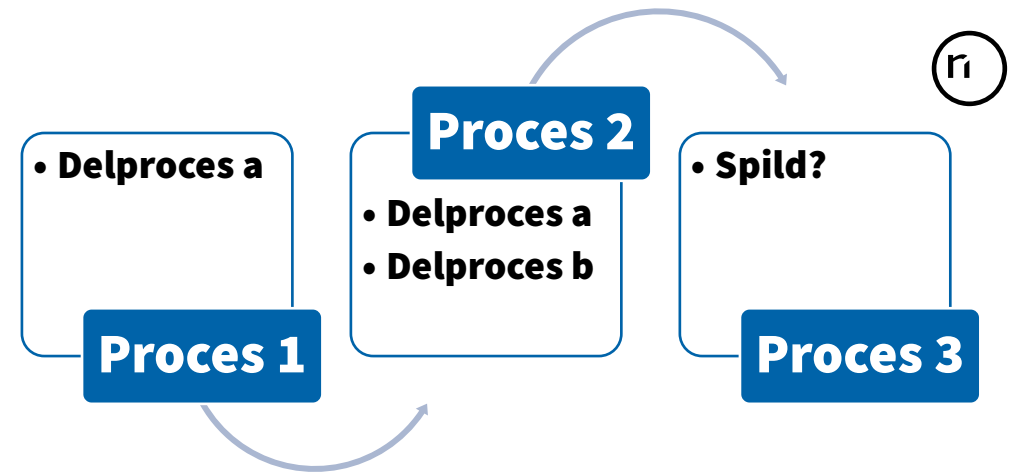 • Delproces a
Proces 1
Proces 2
• Delproces a
• Delproces b
• Spild?
Proces 3